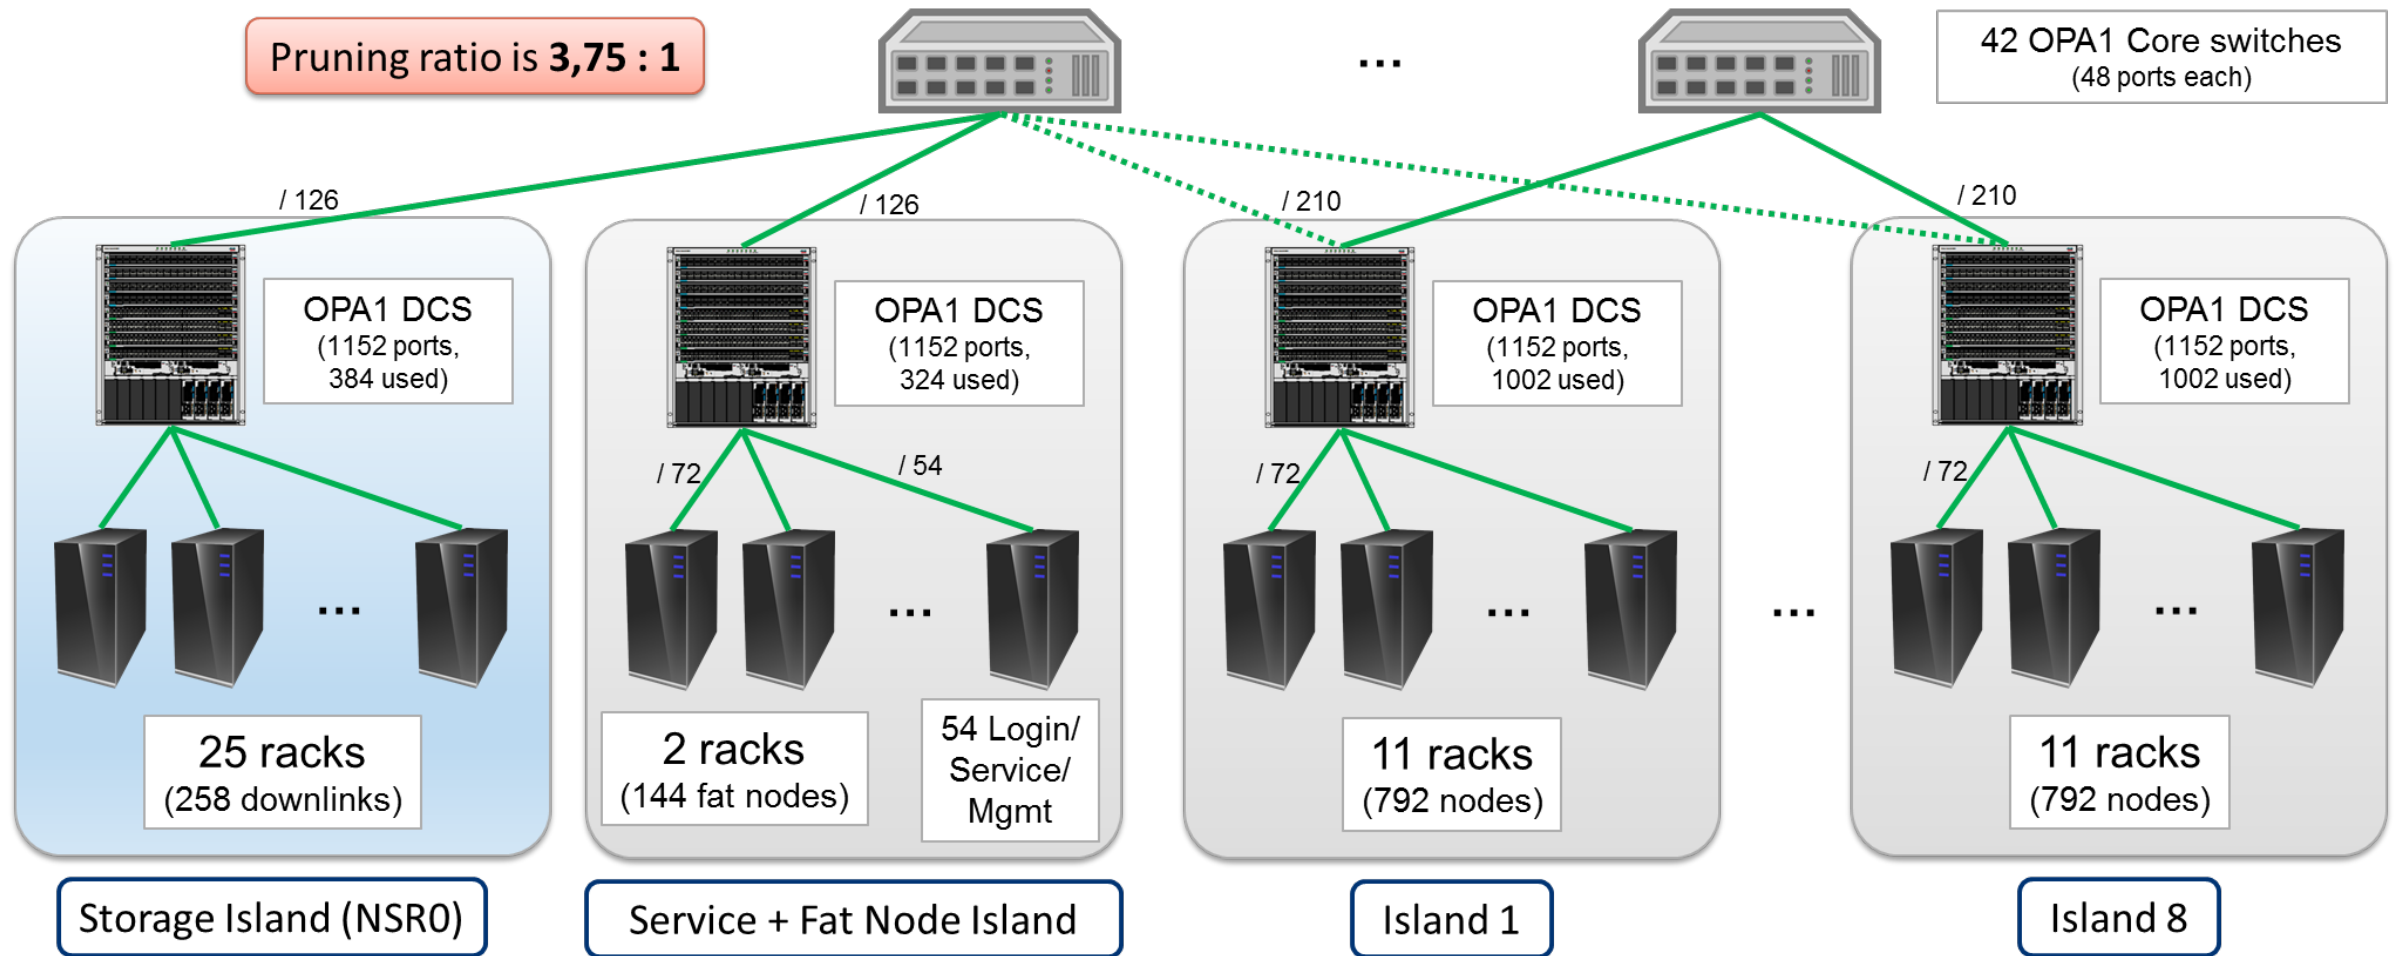 Pruning ratio is 3,75 : 1
...
42 OPA1 Core switches
(48 ports each)
/ 126
/ 126
/ 210
/ 210
OPA1 DCS
(1152 ports,
384 used)
OPA1 DCS
(1152 ports,
324 used)
OPA1 DCS
(1152 ports,
1002 used)
OPA1 DCS
(1152 ports,
1002 used)
/ 72
/ 54
/ 72
/ 72
...
...
...
...
...
25 racks
(258 downlinks)
2 racks
(144 fat nodes)
54 Login/
Service/
Mgmt
11 racks
(792 nodes)
11 racks
(792 nodes)
Storage Island (NSR0)
Service + Fat Node Island
Island 1
Island 8